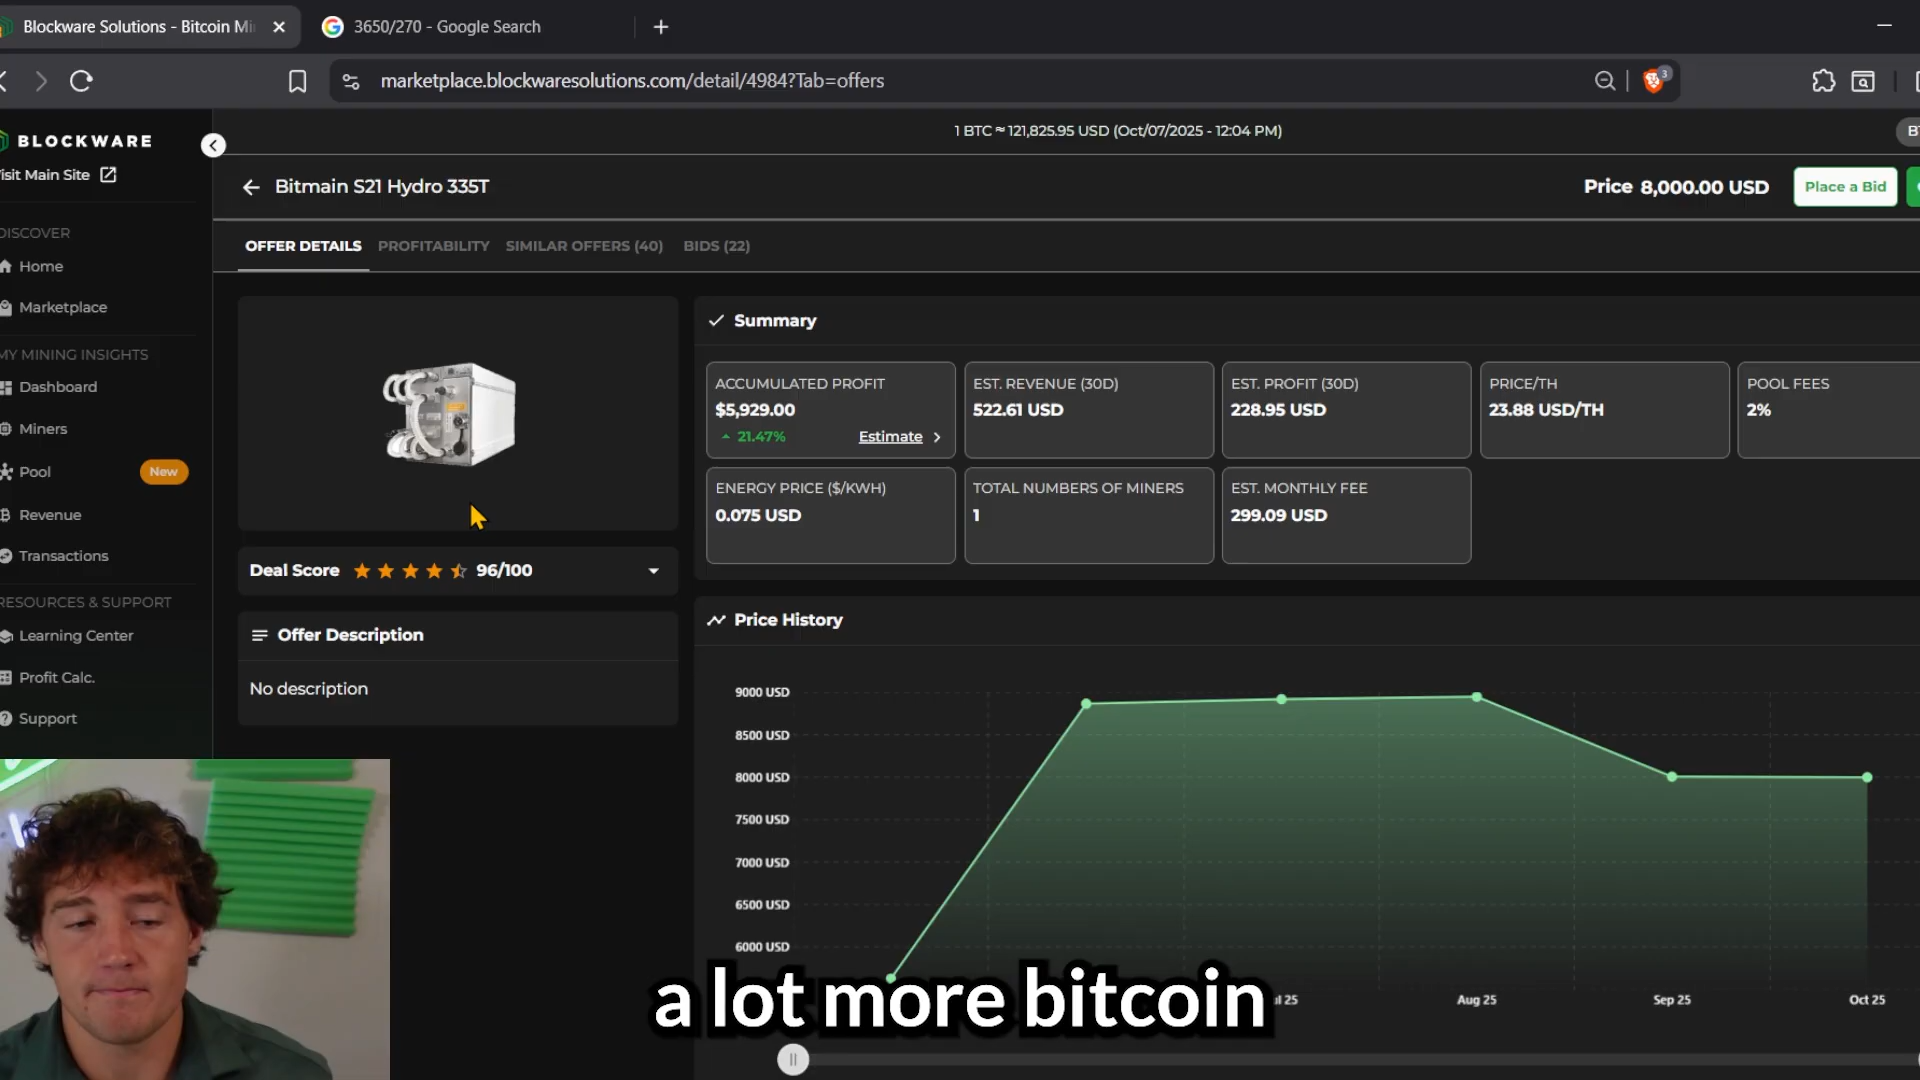 Blockware Solutions - Bitcoin Mi
3650/270 - Google Search
marketplace.blockwaresolutions.com/detail/4984?Tab=offers
3
BLOCKWARE
isit Main Site
1 BTC ≈ 121,825.95 USD (Oct/07/2025 - 12:04 PM)
B
Bitmain S21 Hydro 335T
Price 8,000.00 USD
Place a Bid
DISCOVER
Home
Marketplace
MY MINING INSIGHTS
Dashboard
Miners
Pool
New
Revenue
Transactions
RESOURCES & SUPPORT
Learning Center
Profit Calc.
Support
OFFER DETAILS
PROFITABILITY
SIMILAR OFFERS (40)
BIDS (22)
Deal Score
96/100
Offer Description
No description
Summary
ACCUMULATED PROFIT
$5,929.00
21.47%
Estimate
EST. REVENUE (30D)
522.61 USD
EST. PROFIT (30D)
228.95 USD
PRICE/TH
23.88 USD/TH
POOL FEES
2%
ENERGY PRICE ($/KWH)
0.075 USD
TOTAL NUMBERS OF MINERS
1
EST. MONTHLY FEE
299.09 USD
Price History
9000 USD
8500 USD
8000 USD
7500 USD
7000 USD
6500 USD
6000 USD
ul 25
Aug 25
Sep 25
Oct 25
a lot more bitcoin